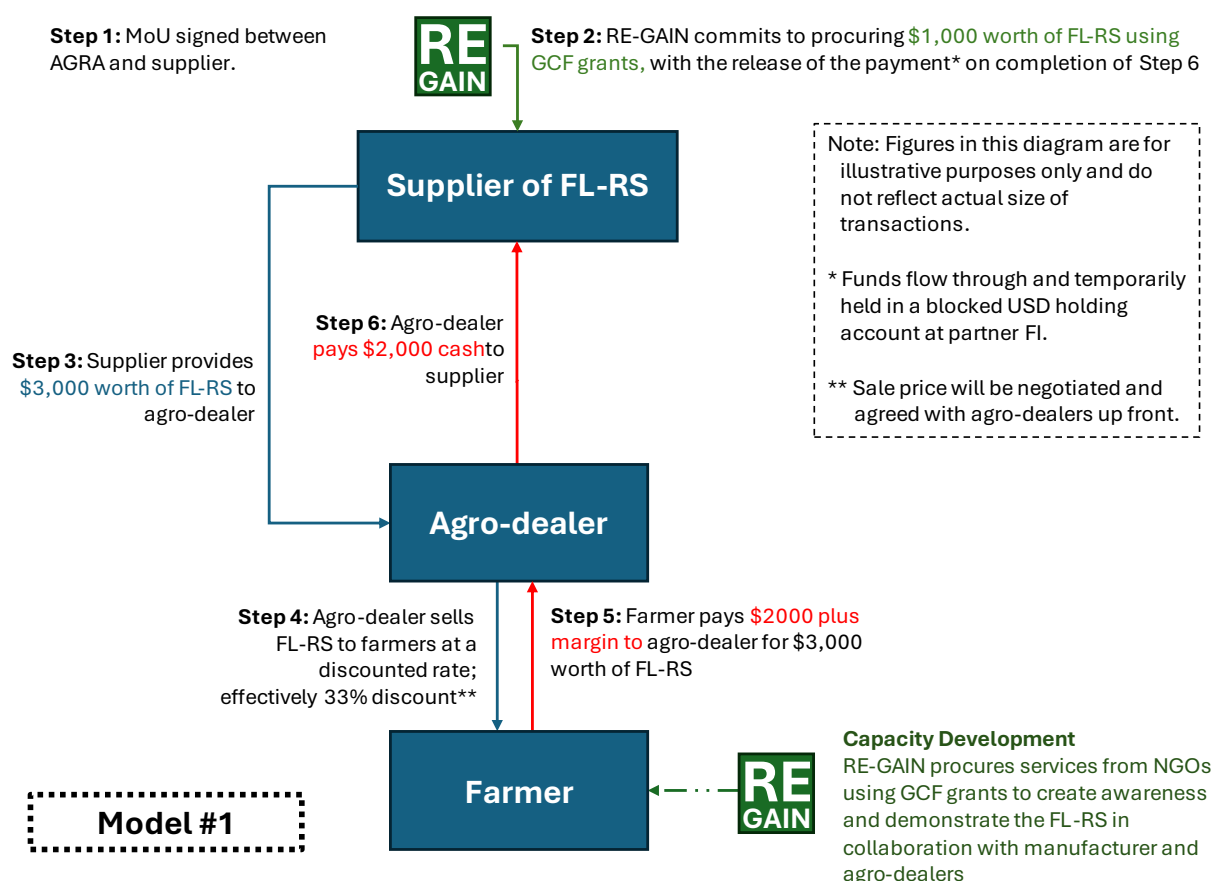 Step 1: MoU signed between
AGRA and supplier.
RE
GAIN
Step 2: RE-GAIN commits to procuring $1,000 worth of FL-RS using
GCF grants, with the release of the payment* on completion of Step 6
Supplier of FL-RS
Note: Figures in this diagram are for
illustrative purposes only and do
not reflect actual size of
transactions.
* Funds flow through and temporarily
held in a blocked USD holding
account at partner FI.
** Sale price will be negotiated and
agreed with agro-dealers up front.
Step 6: Agro-dealer
pays $2,000 cashto
supplier
Step 3: Supplier provides
$3,000 worth of FL-RS to
agro-dealer
Agro-dealer
Step 4: Agro-dealer sells
FL-RS to farmers at a
discounted rate;
effectively 33% discount**
Step 5: Farmer pays $2000 plus
margin to agro-dealer for $3,000
worth of FL-RS
Farmer
RE
GAIN
Capacity Development
RE-GAIN procures services from NGOs
using GCF grants to create awareness
and demonstrate the FL-RS in
collaboration with manufacturer and
agro-dealers
Model #1